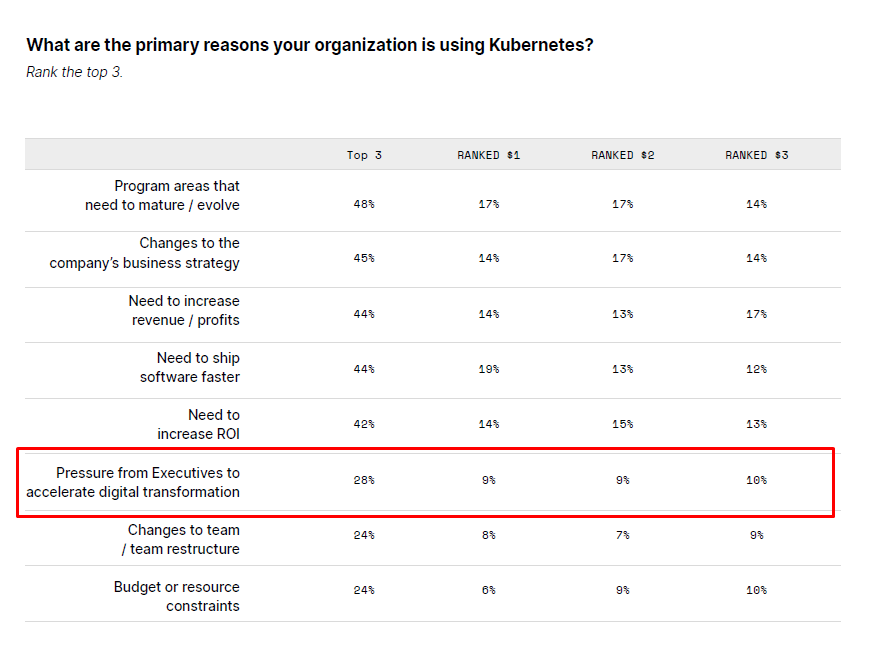 What are the primary reasons your organization is using Kubernetes?
Rank the top 3.
Top 3 RANKED $1 RANKED $2 RANKED $3
Program areas that
need to mature / evolve 48% 17% 17% 14%
Changes to the
company's business strategy 45% 14% 17% 14%
Need to increase
revenue / profits 44% 14% 13% 17%
Need to ship
software faster 44% 19% 13% 12%
Need to
increase ROI 42% 14% 15% 13%
Pressure from Executives to
accelerate digital transformation 28% 9% 9% 10%
Changes to team
/ team restructure 24% 8% 7% 9%
Budget or resource
constraints 24% 6% 9% 10%